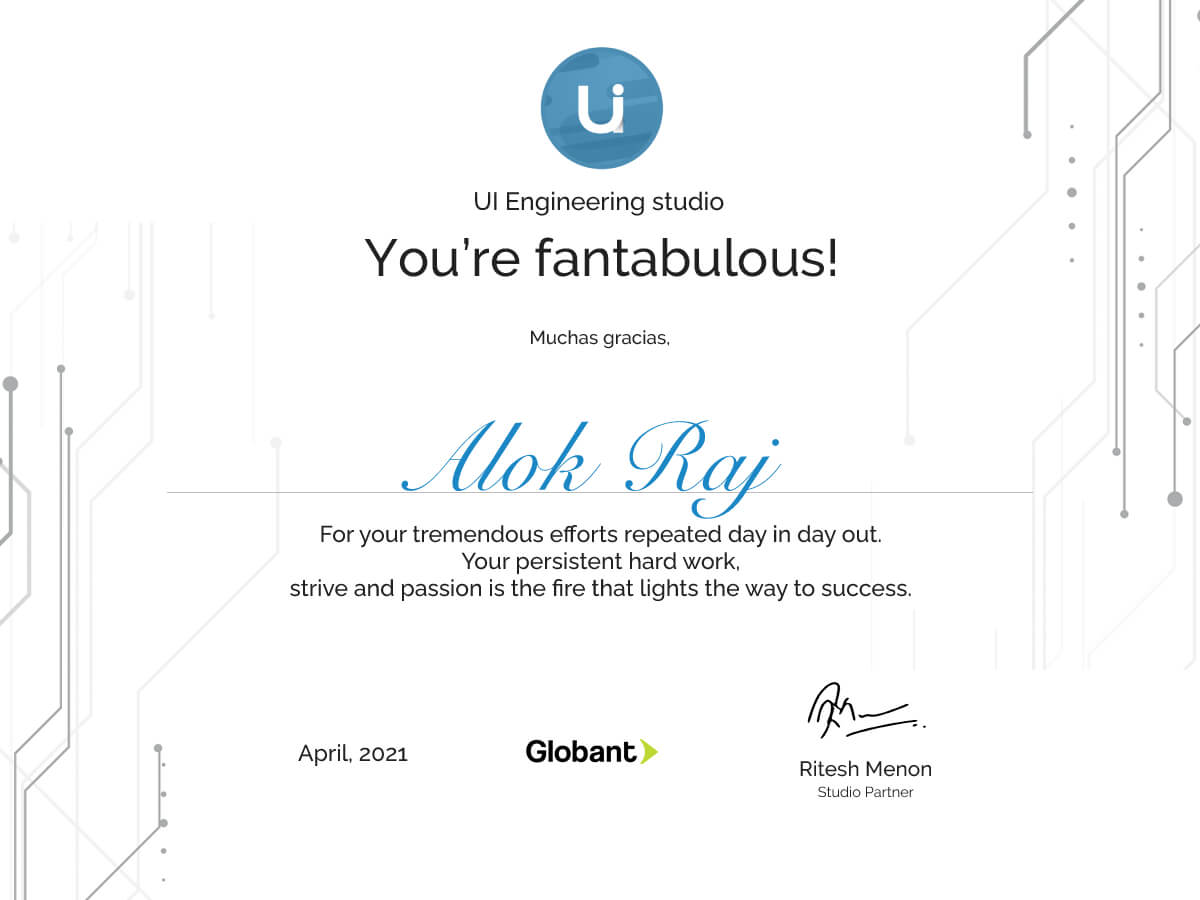 Ui
UI Engineering studio
You're fantabulous!
Muchas gracias,
Alok Raj
For your tremendous efforts repeated day in day out.
Your persistent hard work,
strive and passion is the fire that lights the way to success.
April, 2021
Globant
Ritesh Menon
Studio Partner